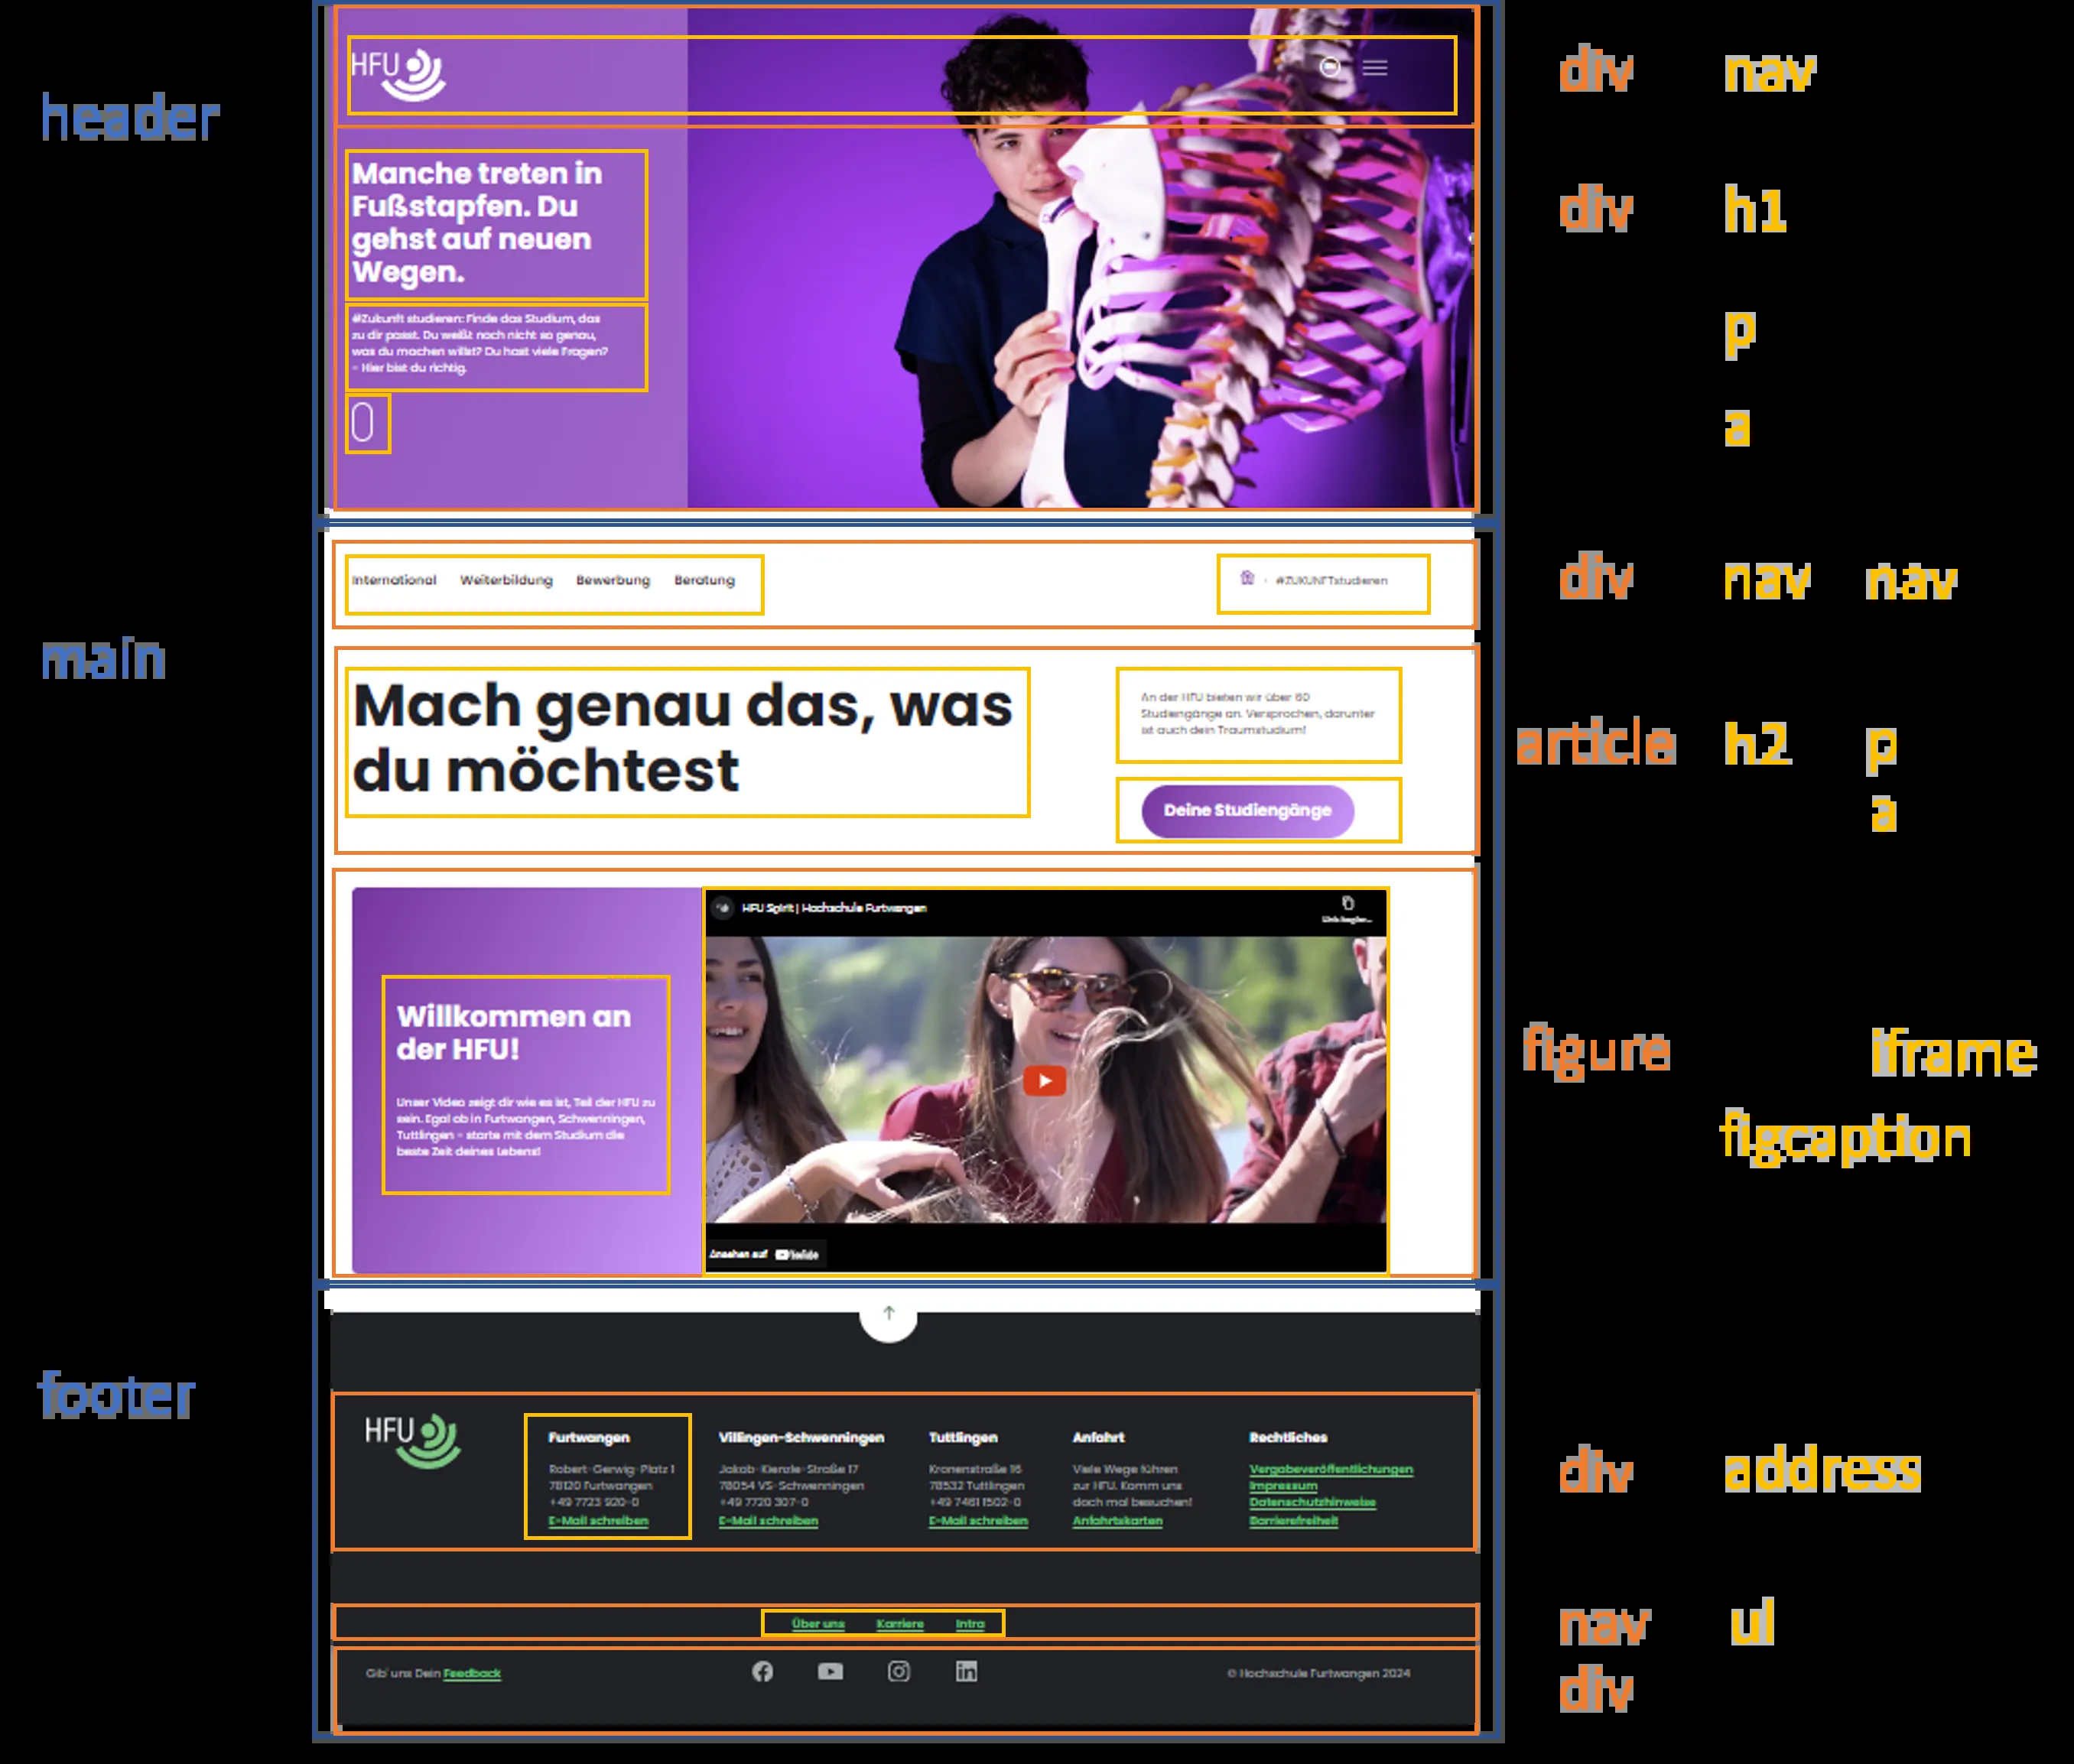 HFU
div nav
header
Manche treten in
Fußstapfen. Du
gehst auf neuen
Wegen.
div h1
#Zukunft studieren: Finde das Studium, das
zu dir passt. Du weißt noch nicht so genau,
was du machen willst? Du hast viele Fragen?
- Hier bist du richtig.
p
a
International Weiterbildung Bewerbung Beratung
#ZUKUNFTstudieren
div nav nav
main
Mach genau das, was
du möchtest
An der HFU bieten wir über 60
Studiengänge an. Versprochen, darunter
ist auch dein Traumstudium!
Deine Studiengänge
article h2 p
a
HFU Spirit | Hochschule Furtwangen
Willkommen an
der HFU!
Unser Video zeigt dir wie es ist, Teil der HFU zu
sein. Egal ob in Furtwangen, Schwenningen,
Tuttlingen - starte mit dem Studium die
beste Zeit deines Lebens!
Ansehen auf YouTube
figure iframe
figcaption
footer
HFU
Furtwangen
Robert-Gerwig-Platz 1
78120 Furtwangen
+49 7723 920-0
E-Mail schreiben
Villingen-Schwenningen
Jakob-Kienzle-Straße 17
78054 VS-Schwenningen
+49 7720 307-0
E-Mail schreiben
Tuttlingen
Kronenstraße 16
78532 Tuttlingen
+49 7461 1502-0
E-Mail schreiben
Anfahrt
Viele Wege führen
zur HFU. Komm uns
doch mal besuchen!
Anfahrtskarten
Rechtliches
Vergabeveröffentlichungen
Impressum
Datenschutzhinweise
Barrierefreiheit
div address
Über uns Karriere Intra
nav ul
Gib' uns Dein Feedback
© Hochschule Furtwangen 2024
div